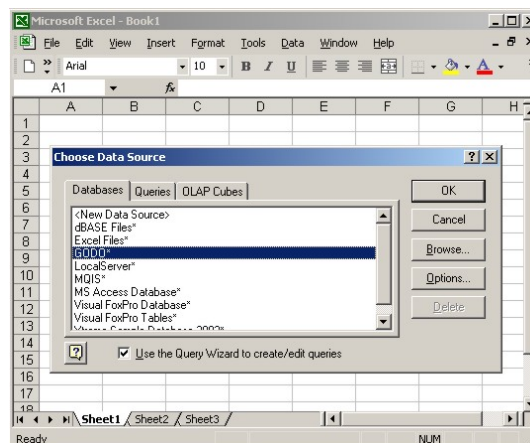 Microsoft Excel - Book1
File Edit View Insert Format Tools Data Window Help
Arial 10 B I U A
A1 fx
A B C D E F G H
1
2
3
4
5
6
7
8
9
10
11
12
13
14
15
16
17
18
Choose Data Source
Databases Queries OLAP Cubes
<New Data Source>
dBASE Files*
Excel Files*
GODO*
LocalServer*
MQIS*
MS Access Database*
Visual FoxPro Database*
Visual FoxPro Tables*
Xtreme Sample Database 2003*
OK
Cancel
Browse...
Options...
Delete
Use the Query Wizard to create/edit queries
Sheet1 Sheet2 Sheet3
Ready NUM